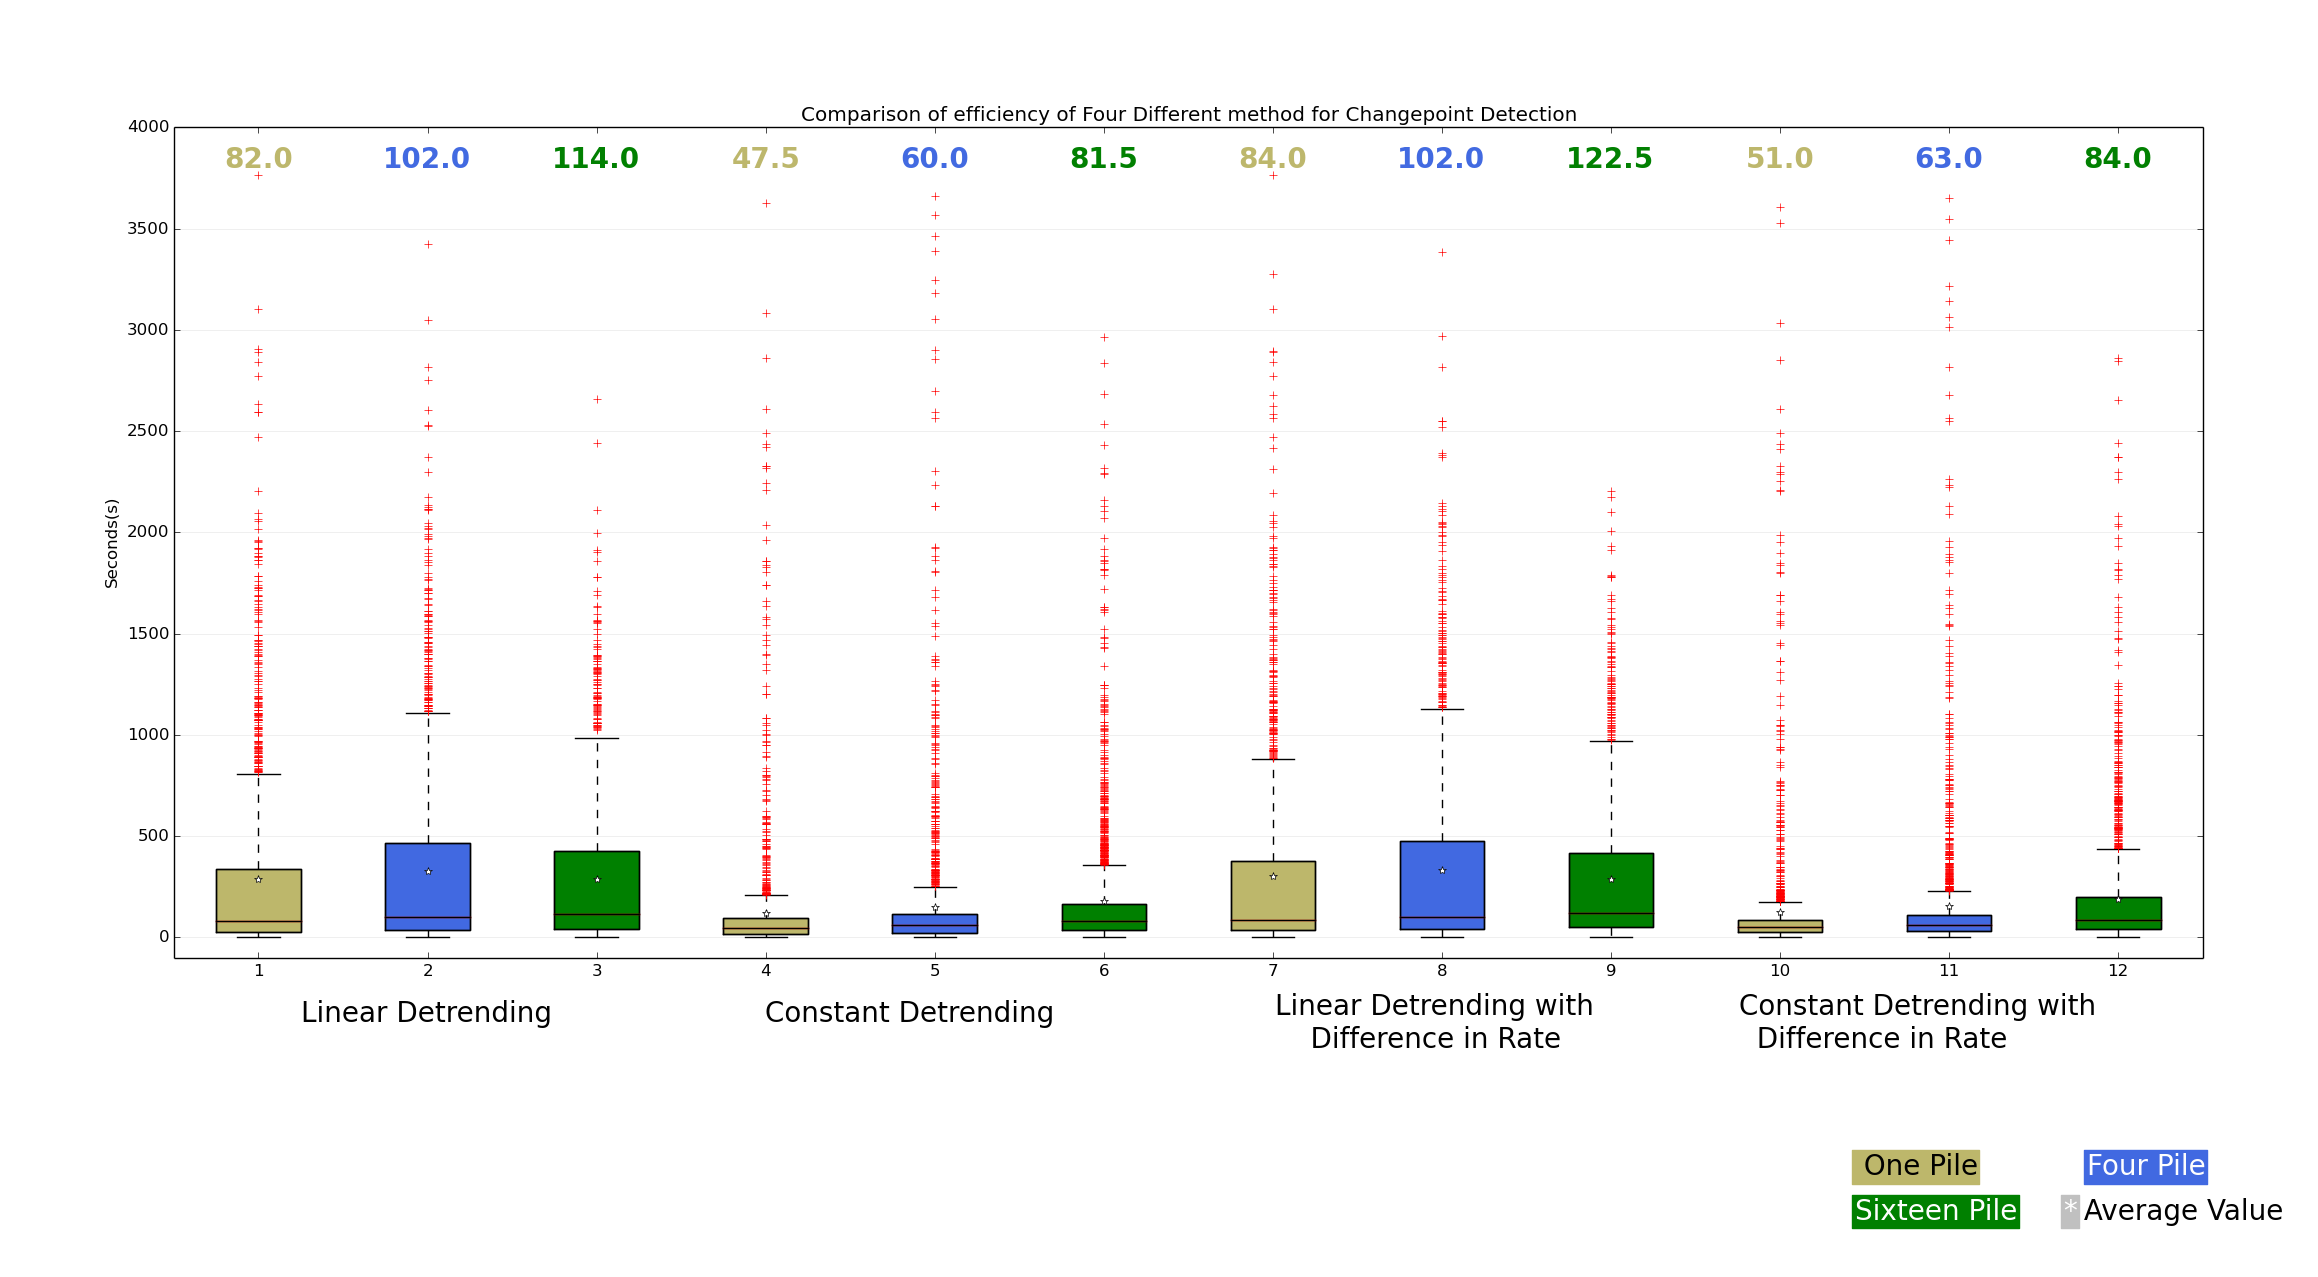 Comparison of efficiency of Four Different method for Changepoint Detection
4000
82.0 102.0 114.0 47.5 60.0 81.5 84.0 102.0 122.5 51.0 63.0 84.0
3500
3000
2500
2000
Seconds(s)
1500
1000
500
0
1 2 3 4 5 6 7 8 9 10 11 12
Linear Detrending
Constant Detrending
Linear Detrending with
Difference in Rate
Constant Detrending with
Difference in Rate
One Pile
Four Pile
Sixteen Pile
* Average Value